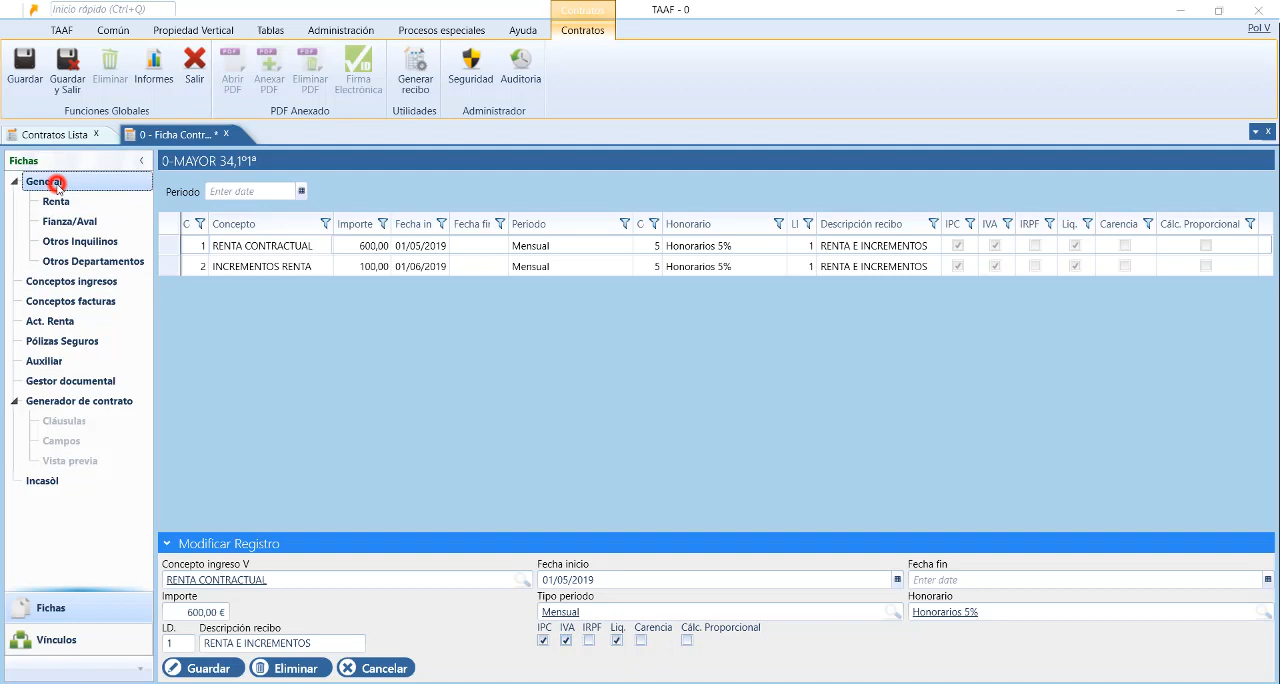 Inicio rápido (Ctrl+Q)
Contratos
TAAF - 0
TAAF
Común
Propiedad Vertical
Tablas
Administración
Procesos especiales
Ayuda
Contratos
Pol V
Guardar
Guardar y Salir
Eliminar
Informes
Salir
Abrir PDF
Anexar PDF
Eliminar PDF
Firma Electrónica
Generar recibo
Seguridad
Auditoria
Funciones Globales
PDF Anexado
Utilidades
Administrador
Contratos Lista X
0 - Ficha Contr... * X
Fichas
0-MAYOR 34,1º1ª
General
Renta
Fianza/Aval
Otros Inquilinos
Otros Departamentos
Conceptos ingresos
Conceptos facturas
Act. Renta
Pólizas Seguros
Auxiliar
Gestor documental
Generador de contrato
Cláusulas
Campos
Vista previa
Incasòl
Fichas
Vínculos
Periodo Enter date
C Concepto Importe Fecha in Fecha fir Periodo C Honorario LI Descripción recibo IPC IVA IRPF Liq. Carencia Cálc. Proporcional
1 RENTA CONTRACTUAL 600,00 01/05/2019 Mensual 5 Honorarios 5% 1 RENTA E INCREMENTOS
2 INCREMENTOS RENTA 100,00 01/06/2019 Mensual 5 Honorarios 5% 1 RENTA E INCREMENTOS
Modificar Registro
Concepto ingreso V
RENTA CONTRACTUAL
Fecha inicio
01/05/2019
Fecha fin
Enter date
Importe
600,00 €
Tipo periodo
Mensual
Honorario
Honorarios 5%
LD. Descripción recibo
1 RENTA E INCREMENTOS
IPC IVA IRPF Liq. Carencia Cálc. Proporcional
Guardar
Eliminar
Cancelar